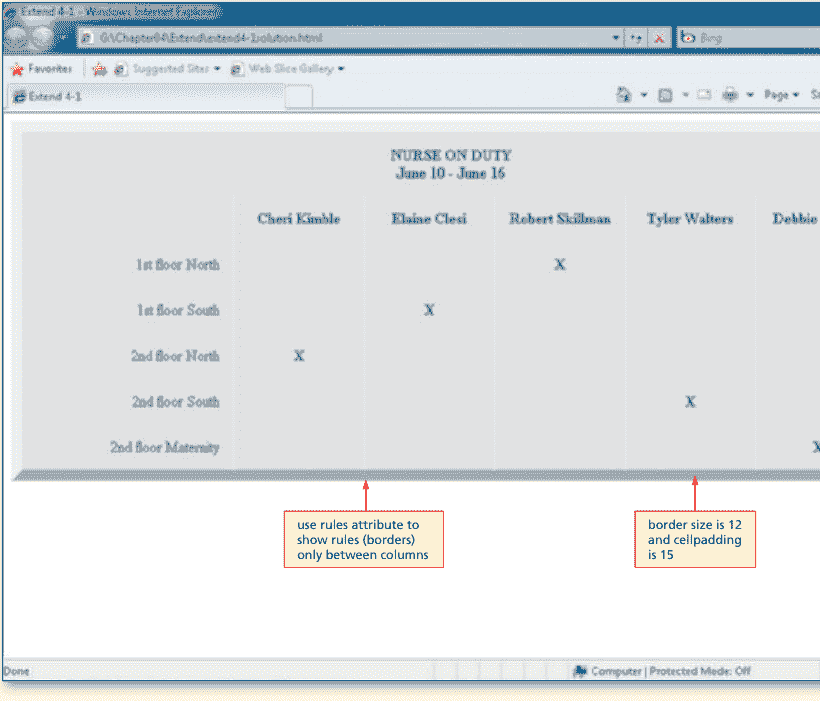 Extend 4-1 - Windows Internet Explorer
G:\Chapter04\Extend\extend4-1solution.html
Bing
Favorites Suggested Sites Web Slice Gallery
Extend 4-1
Page
NURSE ON DUTY
June 10 - June 16
Cheri Kimble Elaine Clesi Robert Skillman Tyler Walters Debbie
1st floor North X
1st floor South X
2nd floor North X
2nd floor South X
2nd floor Maternity X
use rules attribute to
show rules (borders)
only between columns
border size is 12
and cellpadding
is 15
Done Computer | Protected Mode: Off